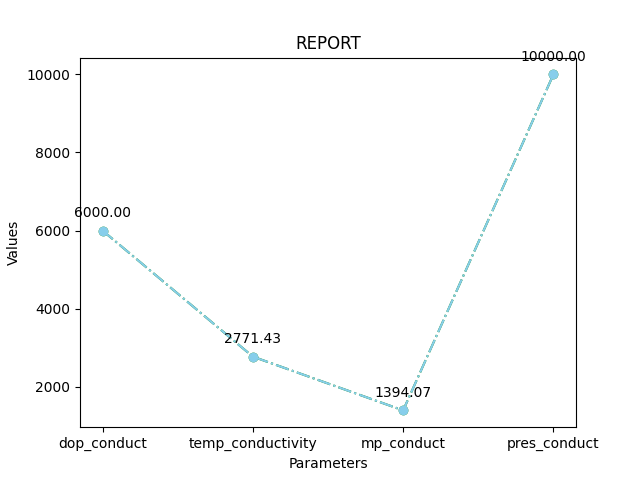 REPORT
10000.00
10000
8000
6000.00
6000
Values
4000
2771.43
1394.07
2000
dop_conduct temp_conductivity mp_conduct pres_conduct
Parameters